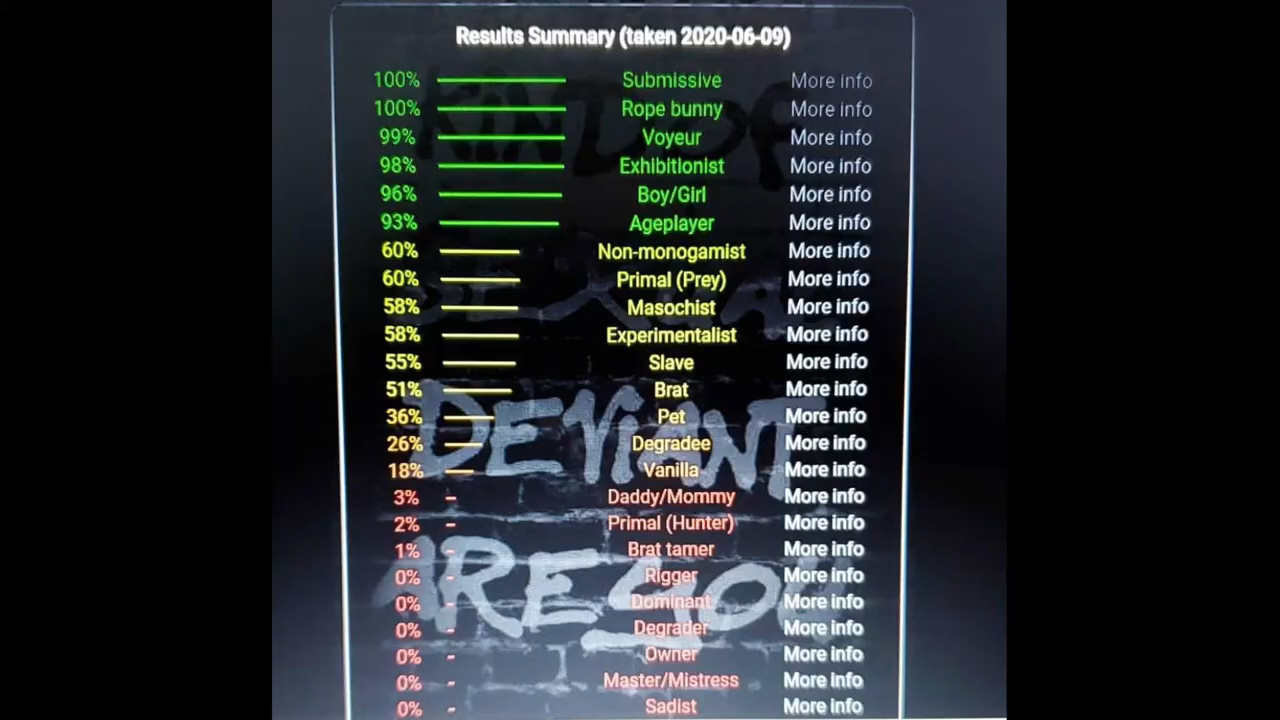 Results Summary (taken 2020-06-09)
100% Submissive More info
100% Rope bunny More info
99% Voyeur More info
98% Exhibitionist More info
96% Boy/Girl More info
93% Ageplayer More info
60% Non-monogamist More info
60% Primal (Prey) More info
58% Masochist More info
58% Experimentalist More info
55% Slave More info
51% Brat More info
36% Pet More info
26% Degradee More info
18% Vanilla More info
3% Daddy/Mommy More info
2% Primal (Hunter) More info
1% Brat tamer More info
0% Rigger More info
0% Dominant More info
0% Degrader More info
0% Owner More info
0% Master/Mistress More info
0% Sadist More info
KIND OF
DEVIANT
ARE YOU